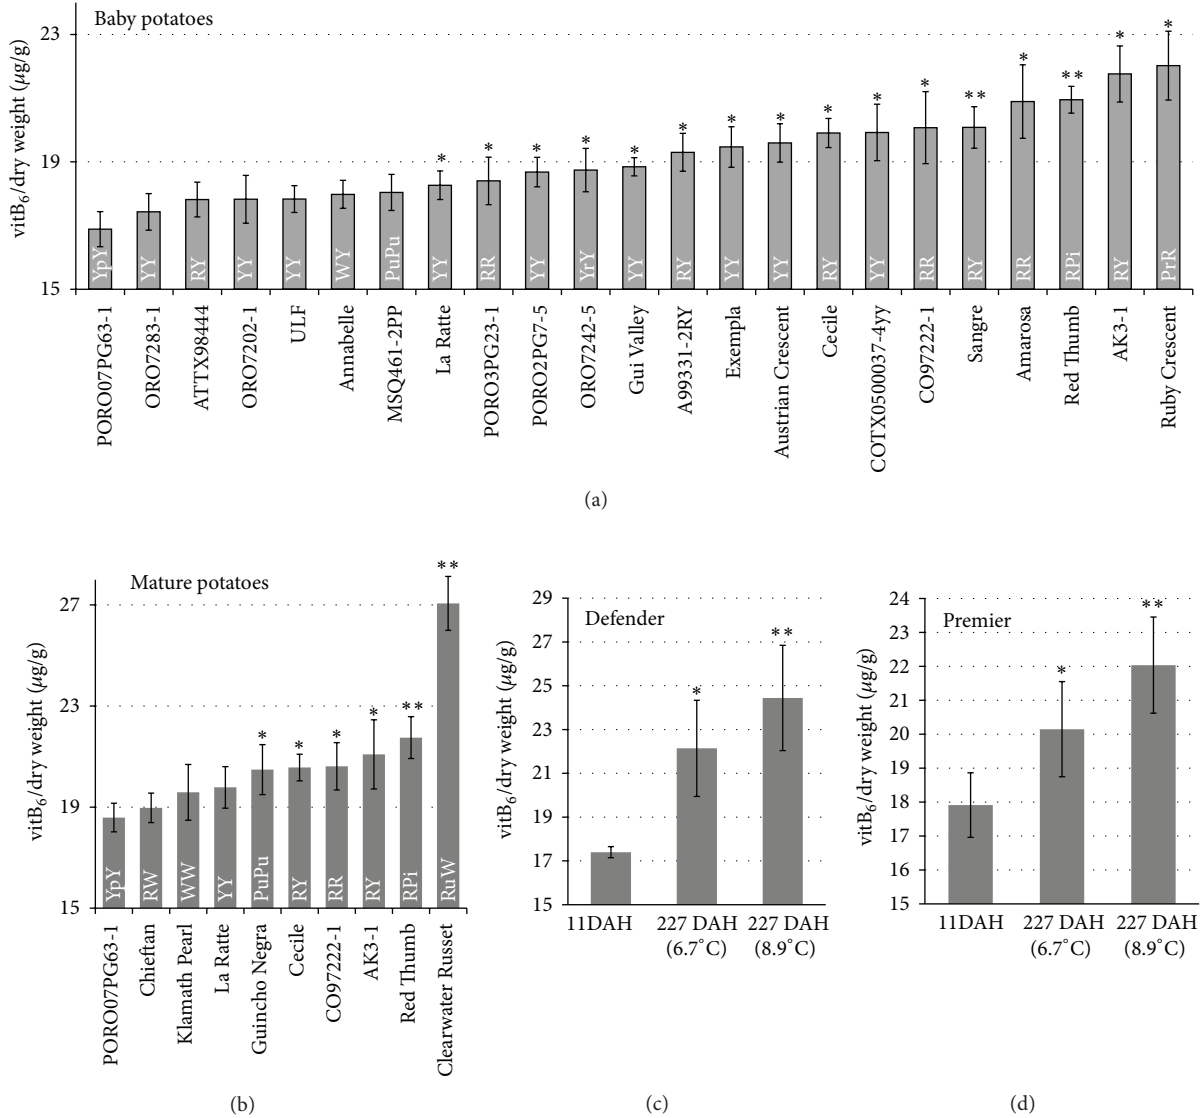 Baby potatoes
vitB6/dry weight (μg/g)
23
19
15
* * * * * * * * * * * ** * ** * *
YpY YY RY YY YY WY PuPu YY RR YY YrY YY RY YY YY RY YY RR RY RR RPi RY PrR
PORO07PG63-1
ORO7283-1
ATTX98444
ORO7202-1
ULF
Annabelle
MSQ461-2PP
La Ratte
PORO3PG23-1
PORO2PG7-5
ORO7242-5
Gui Valley
A99331-2RY
Exempla
Austrian Crescent
Cecile
COTX0500037-4yy
CO97222-1
Sangre
Amarosa
Red Thumb
AK3-1
Ruby Crescent
(a)
Mature potatoes
vitB6/dry weight (μg/g)
27
23
19
15
* * * * ** **
YpY RW WW YY PuPu RY RR RY RPi RuW
PORO07PG63-1
Chieftan
Klamath Pearl
La Ratte
Guincho Negra
Cecile
CO97222-1
AK3-1
Red Thumb
Clearwater Russet
(b)
Defender
vitB6/dry weight (μg/g)
29
27
25
23
21
19
17
15
* **
11DAH 227 DAH 227 DAH
(6.7°C) (8.9°C)
(c)
Premier
vitB6/dry weight (μg/g)
24
23
22
21
20
19
18
17
16
15
* **
11DAH 227 DAH 227 DAH
(6.7°C) (8.9°C)
(d)